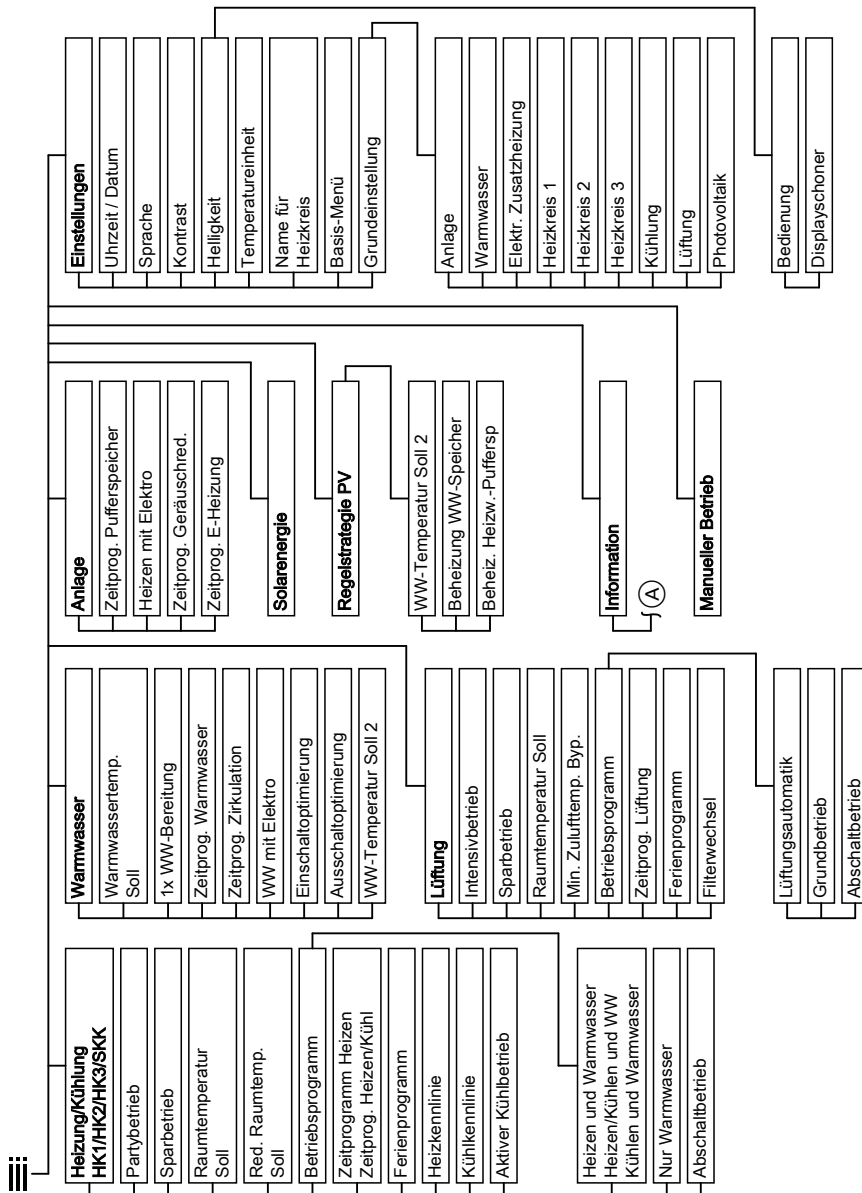 Heizung/Kühlung
HK1/HK2/HK3/SKK
Partybetrieb
Sparbetrieb
Raumtemperatur
Soll
Red. Raumtemp.
Soll
Betriebsprogramm
Zeitprogramm Heizen
Zeitprog. Heizen/Kühl
Ferienprogramm
Heizkennlinie
Kühlkennlinie
Aktiver Kühlbetrieb
Heizen und Warmwasser
Heizen/Kühlen und WW
Kühlen und Warmwasser
Nur Warmwasser
Abschaltbetrieb
Warmwasser
Warmwassertemp.
Soll
1x WW-Bereitung
Zeitprog. Warmwasser
Zeitprog. Zirkulation
WW mit Elektro
Einschaltoptimierung
Ausschaltoptimierung
WW-Temperatur Soll 2
Lüftung
Intensivbetrieb
Sparbetrieb
Raumtemperatur Soll
Min. Zulufttemp. Byp.
Betriebsprogramm
Zeitprog. Lüftung
Ferienprogramm
Filterwechsel
Lüftungsautomatik
Grundbetrieb
Abschaltbetrieb
Anlage
Zeitprog. Pufferspeicher
Heizen mit Elektro
Zeitprog. Geräuschred.
Zeitprog. E-Heizung
Solarenergie
Regelstrategie PV
WW-Temperatur Soll 2
Beheizung WW-Speicher
Beheiz. Heizw.-Puffersp
Information
A
Manueller Betrieb
Einstellungen
Uhrzeit / Datum
Sprache
Kontrast
Helligkeit
Temperatureinheit
Name für
Heizkreis
Basis-Menü
Grundeinstellung
Anlage
Warmwasser
Elektr. Zusatzheizung
Heizkreis 1
Heizkreis 2
Heizkreis 3
Kühlung
Lüftung
Photovoltaik
Bedienung
Displayschoner